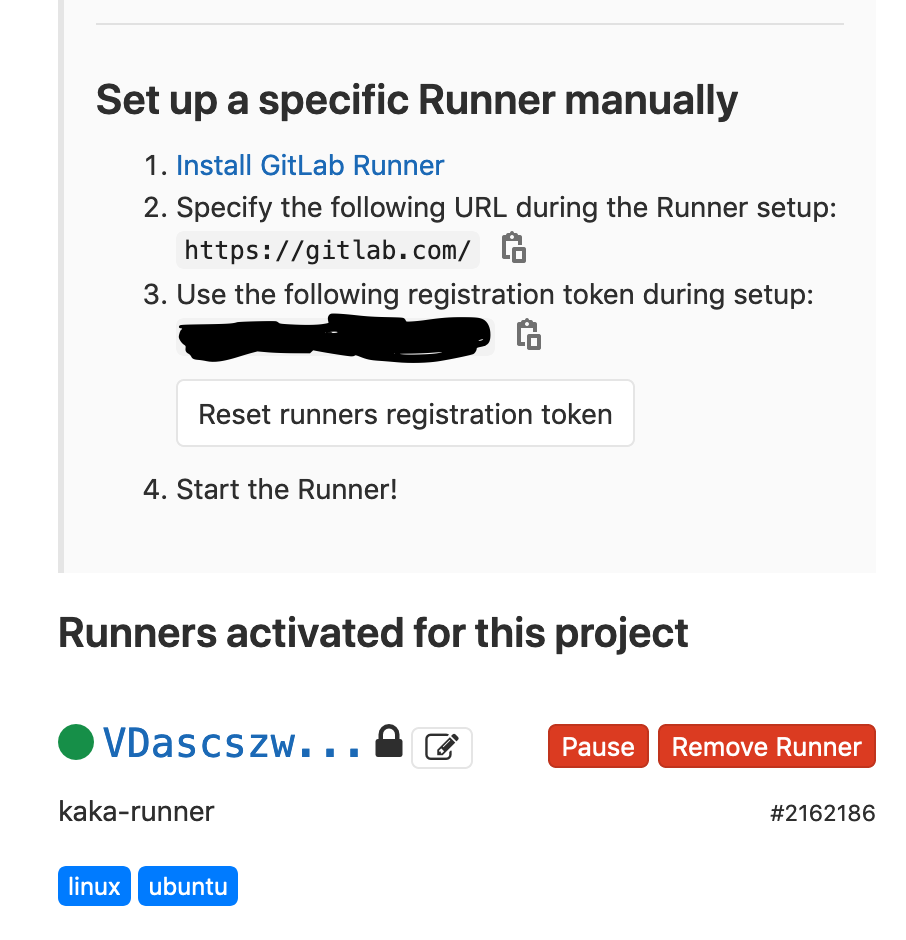 Set up a specific Runner manually
1. Install GitLab Runner
2. Specify the following URL during the Runner setup:
https://gitlab.com/
3. Use the following registration token during setup:
Reset runners registration token
4. Start the Runner!
Runners activated for this project
VDascszw...
Pause
Remove Runner
kaka-runner
#2162186
linux
ubuntu